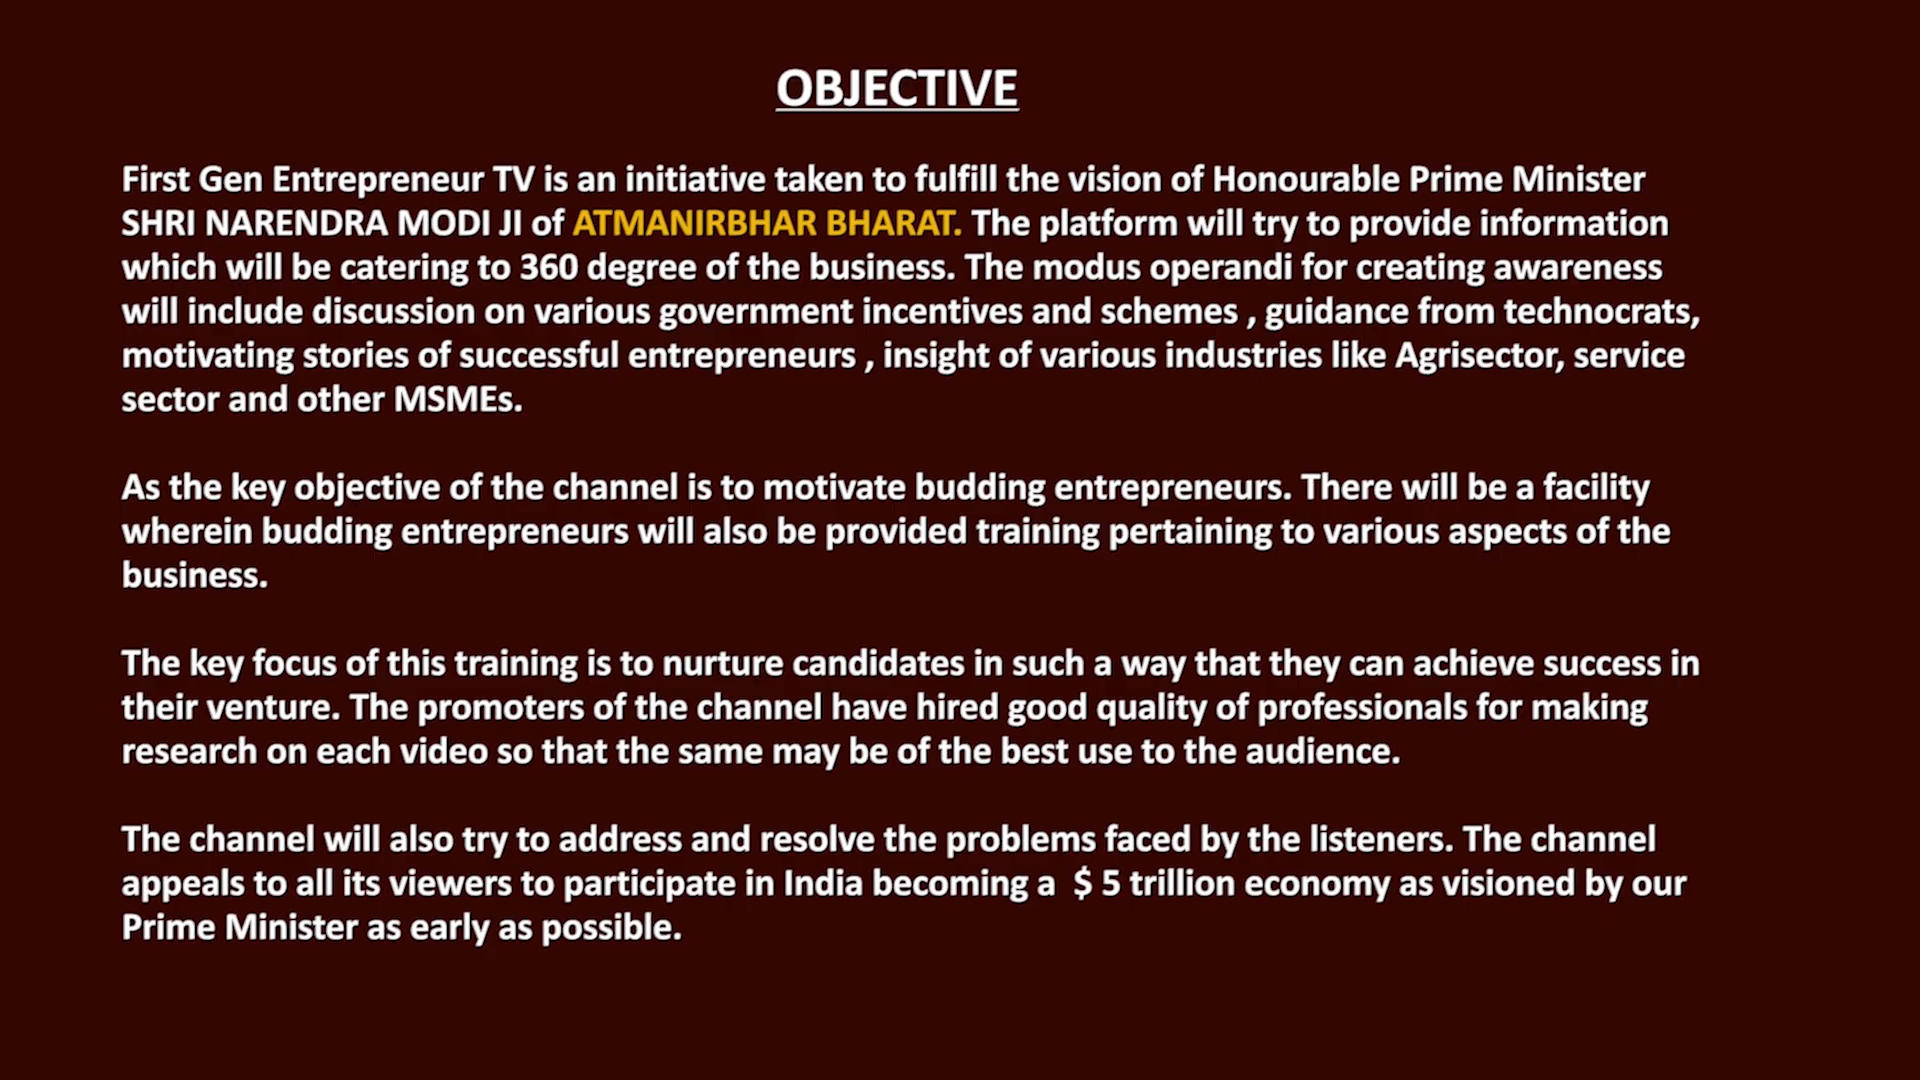 OBJECTIVE
First Gen Entrepreneur TV is an initiative taken to fulfill the vision of Honourable Prime Minister
SHRI NARENDRA MODI JI of ATMANIRBHAR BHARAT. The platform will try to provide information
which will be catering to 360 degree of the business. The modus operandi for creating awareness
will include discussion on various government incentives and schemes , guidance from technocrats,
motivating stories of successful entrepreneurs , insight of various industries like Agrisector, service
sector and other MSMEs.
As the key objective of the channel is to motivate budding entrepreneurs. There will be a facility
wherein budding entrepreneurs will also be provided training pertaining to various aspects of the
business.
The key focus of this training is to nurture candidates in such a way that they can achieve success in
their venture. The promoters of the channel have hired good quality of professionals for making
research on each video so that the same may be of the best use to the audience.
The channel will also try to address and resolve the problems faced by the listeners. The channel
appeals to all its viewers to participate in India becoming a  $ 5 trillion economy as visioned by our
Prime Minister as early as possible.